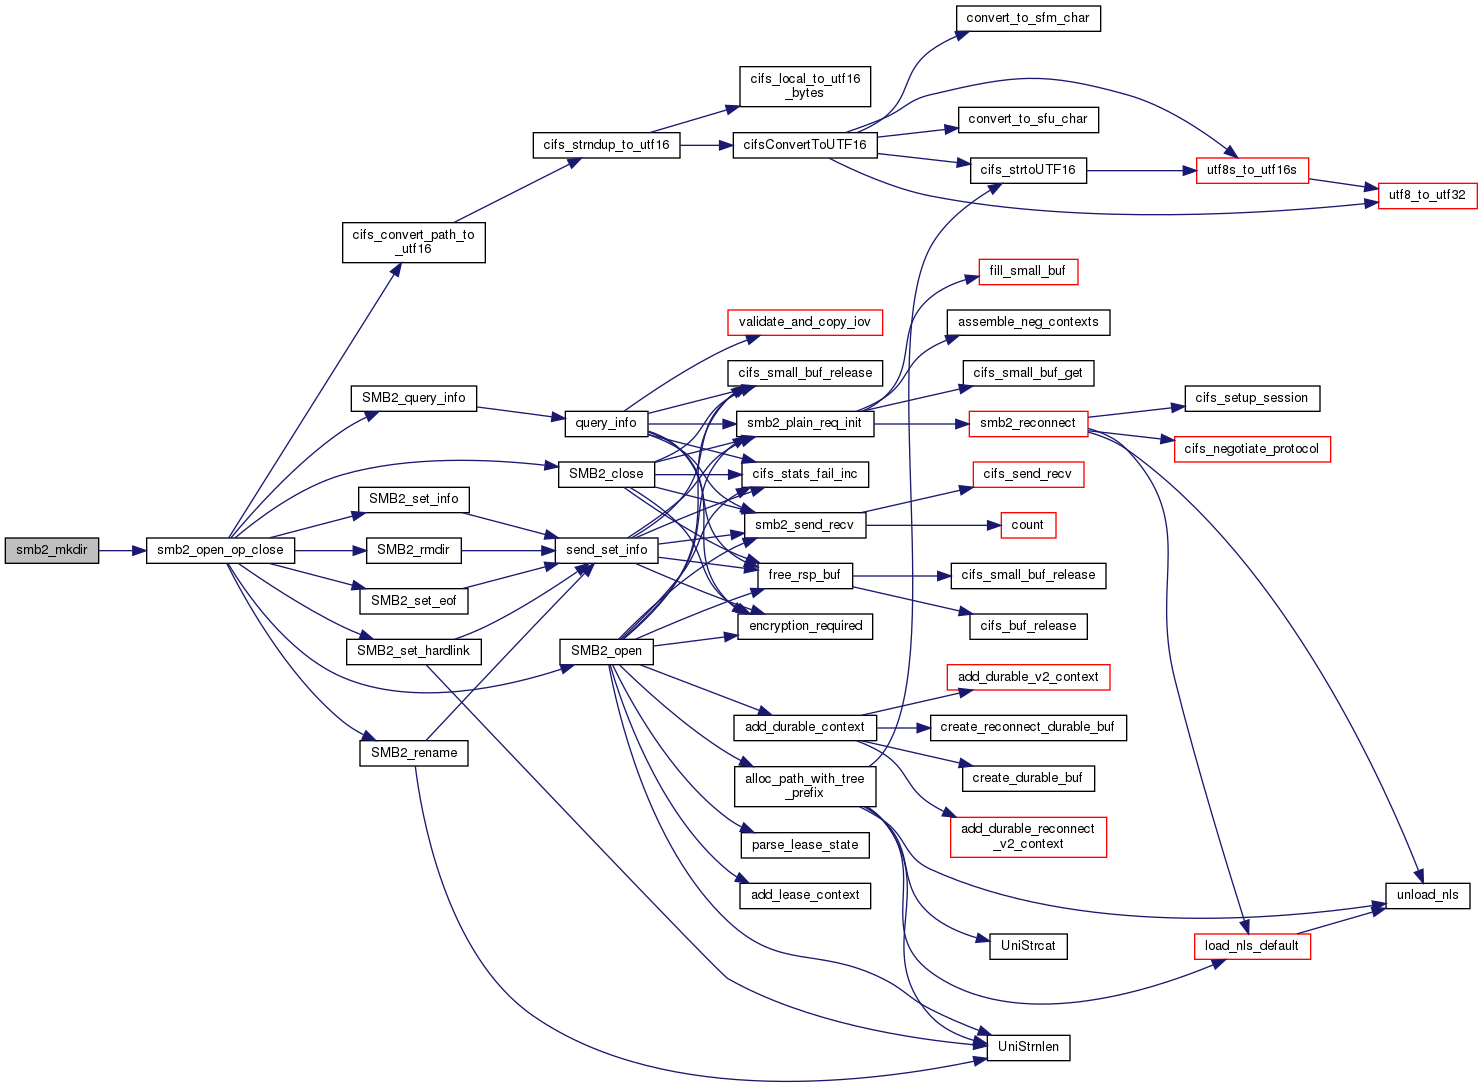 convert_to_sfm_char
cifs_local_to_utf16
_bytes
convert_to_sfu_char
cifs_strndup_to_utf16
cifsConvertToUTF16
cifs_strtoUTF16
utf8s_to_utf16s
utf8_to_utf32
cifs_convert_path_to
_utf16
fill_small_buf
validate_and_copy_iov
assemble_neg_contexts
cifs_small_buf_release
cifs_small_buf_get
SMB2_query_info
cifs_setup_session
query_info
smb2_plain_req_init
smb2_reconnect
cifs_negotiate_protocol
SMB2_close
cifs_stats_fail_inc
cifs_send_recv
SMB2_set_info
smb2_send_recv
count
smb2_mkdir
smb2_open_op_close
SMB2_rmdir
send_set_info
free_rsp_buf
cifs_small_buf_release
SMB2_set_eof
encryption_required
cifs_buf_release
SMB2_set_hardlink
SMB2_open
add_durable_v2_context
add_durable_context
create_reconnect_durable_buf
SMB2_rename
alloc_path_with_tree
_prefix
create_durable_buf
add_durable_reconnect
_v2_context
parse_lease_state
add_lease_context
unload_nls
UniStrcat
load_nls_default
UniStrnlen